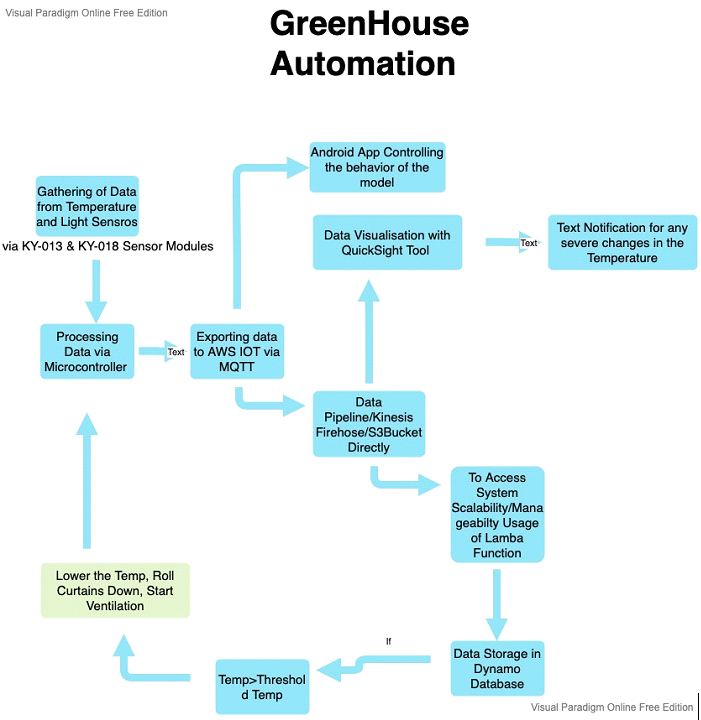 Visual Paradigm Online Free Edition
GreenHouse
Automation
Android App Controlling
the behavior of the
model
Gathering of Data
from Temperature
and Light Sensros
via KY-013 & KY-018 Sensor Modules
Data Visualisation with
QuickSight Tool
Text
Text Notification for any
severe changes in the
Temperature
Processing
Data via
Microcontroller
Text
Exporting data
to AWS IOT via
MQTT
Data
Pipeline/Kinesis
Firehose/S3Bucket
Directly
To Access
System
Scalability/Mana
geabilty Usage
of Lamba
Function
Lower the Temp, Roll
Curtains Down, Start
Ventilation
If
Data Storage in
Dynamo
Database
Temp>Threshol
d Temp
Visual Paradigm Online Free Edition